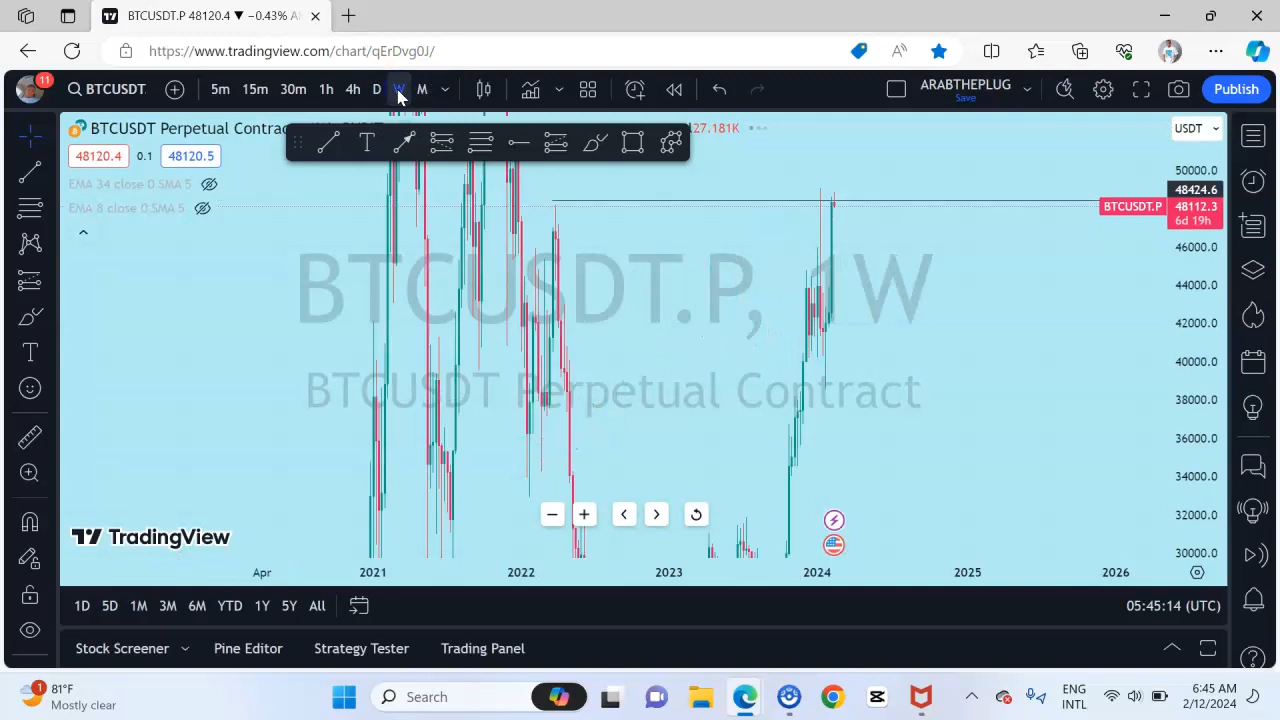 BTCUSDT.P 48120.4 ▼ −0.43% A
https://www.tradingview.com/chart/qErDvg0J/
11
BTCUSDT.
5m 15m 30m 1h 4h D W M
ARABTHEPLUG
Save
Publish
BTCUSDT Perpetual Contrac
27.181K
USDT
48120.4 0.1 48120.5
EMA 34 close 0 SMA 5
EMA 8 close 0 SMA 5
BTCUSDT.P, 1W
BTCUSDT Perpetual Contract
50000.0
48424.6
BTCUSDT.P 48112.3
6d 19h
46000.0
44000.0
42000.0
40000.0
38000.0
36000.0
34000.0
32000.0
30000.0
TradingView
Apr 2021 2022 2023 2024 2025 2026
1D 5D 1M 3M 6M YTD 1Y 5Y All
05:45:14 (UTC)
Stock Screener Pine Editor Strategy Tester Trading Panel
1
81°F
Mostly clear
Search
ENG
INTL
6:45 AM
2/12/2024